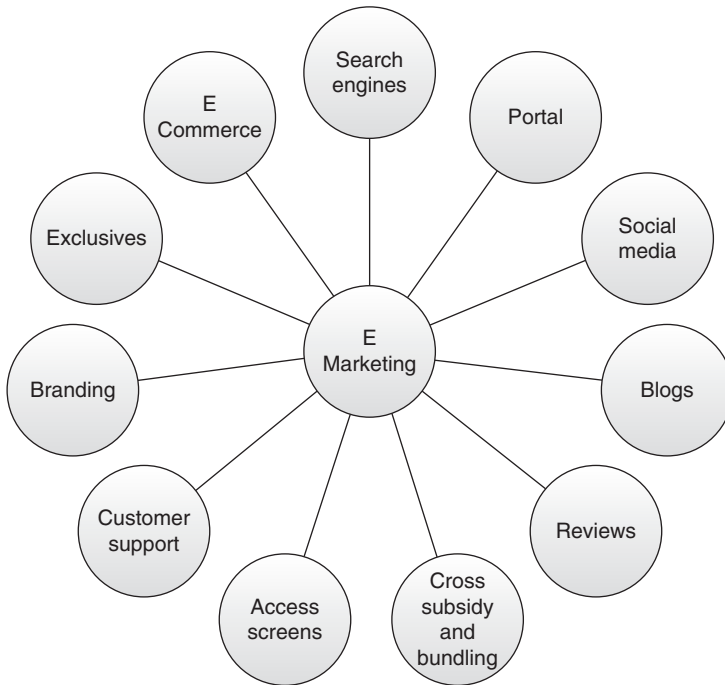 Search
engines
Portal
Social
media
Blogs
Reviews
Cross
subsidy
and
bundling
Access
screens
Customer
support
Branding
Exclusives
E
Commerce
E
Marketing